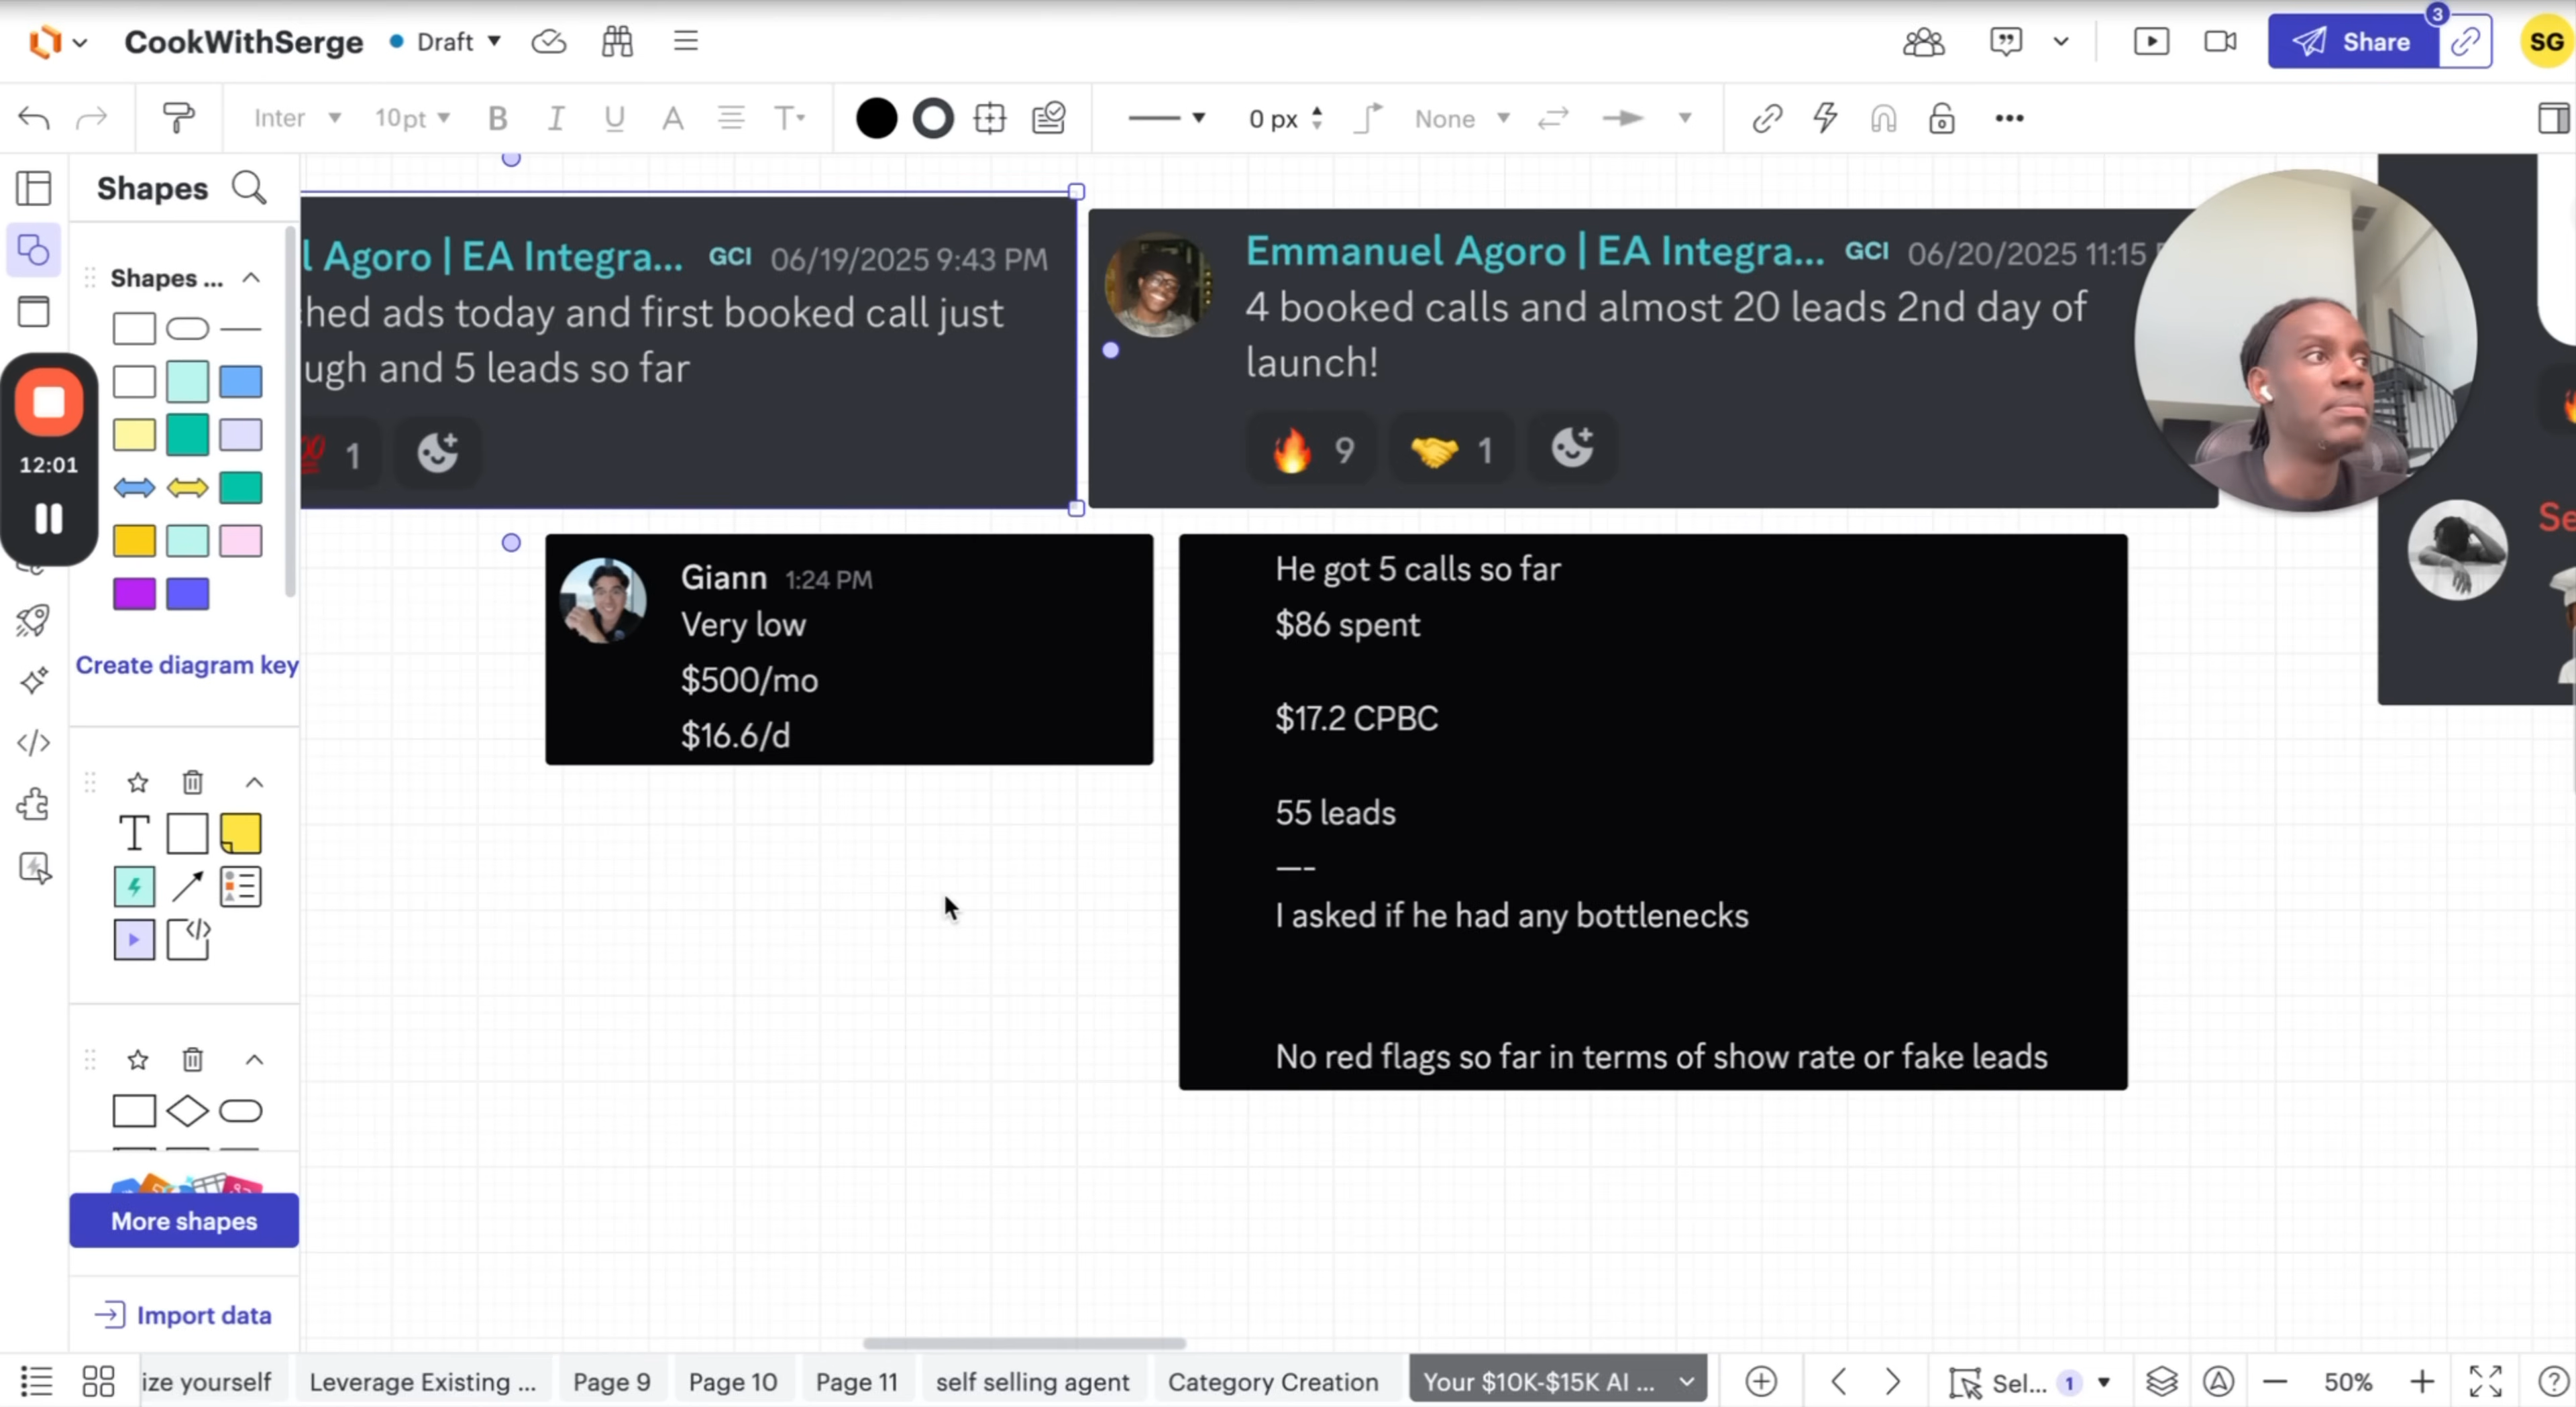 CookWithSerge
Draft
3
Share
SG
Inter
10pt
B
I
U
A
T
0 px
None
Shapes
Shapes ...
12:01
Create diagram key
T
More shapes
Import data
l Agoro | EA Integra... GCI 06/19/2025 9:43 PM
hed ads today and first booked call just
ugh and 5 leads so far
1
Emmanuel Agoro | EA Integra... GCI 06/20/2025 11:15
4 booked calls and almost 20 leads 2nd day of
launch!
9
1
Se
Giann 1:24 PM
Very low
$500/mo
$16.6/d
He got 5 calls so far
$86 spent
$17.2 CPBC
55 leads
—-
I asked if he had any bottlenecks
No red flags so far in terms of show rate or fake leads
ize yourself
Leverage Existing ...
Page 9
Page 10
Page 11
self selling agent
Category Creation
Your $10K-$15K AI ...
Sel... 1
50%